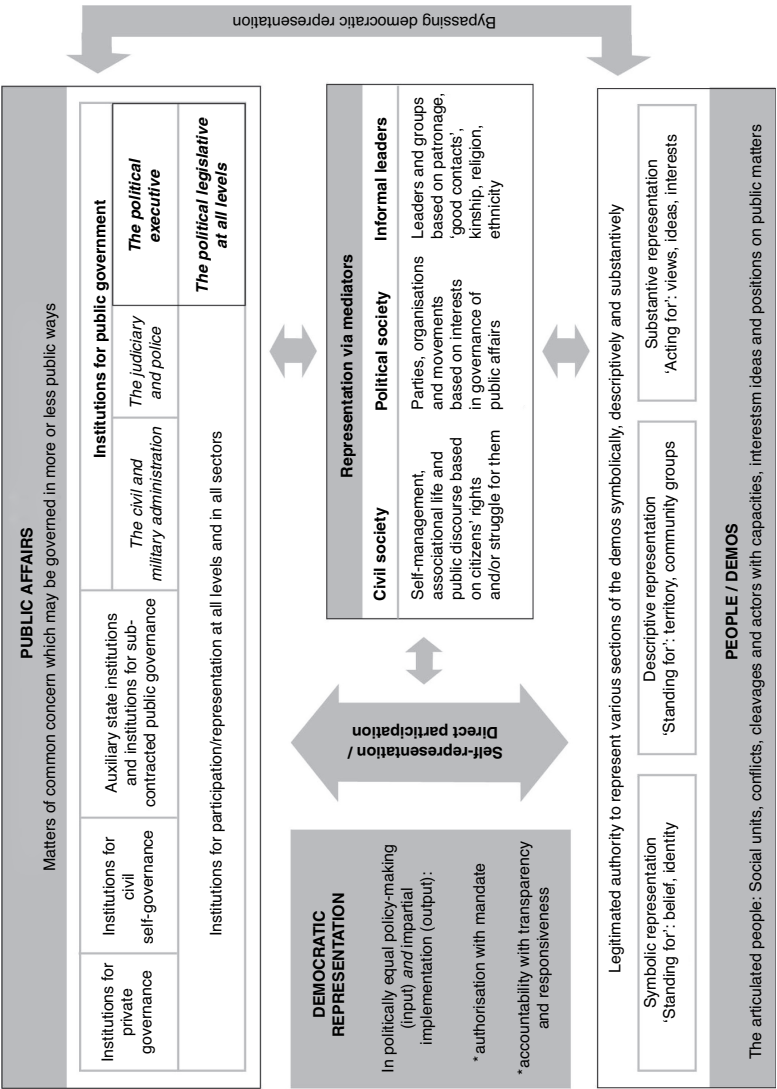 PUBLIC AFFAIRS
Matters of common concern which may be governed in more or less public ways
Institutions for
private
governance
Institutions for
civil
self-governance
Auxiliary state institutions
and institutions for sub-
contracted public governance
Institutions for public government
The civil and
military administration
The judiciary
and police
The political
executive
Institutions for participation/representation at all levels and in all sectors
The political legislative
at all levels
DEMOCRATIC
REPRESENTATION
In politically equal policy-making
(input) and impartial
implementation (output):
*authorisation with mandate
*accountability with transparency
and responsiveness
Self-representation /
Direct participation
Representation via mediators
Civil society
Self-management,
associational life and
public discourse based
on citizens' rights
and/or struggle for them
Political society
Parties, organisations
and movements
based on interests
in governance of
public affairs
Informal leaders
Leaders and groups
based on patronage,
'good contacts',
kinship, religion,
ethnicity
Bypassing democratic representation
Legitimated authority to represent various sections of the demos symbolically, descriptively and substantively
Symbolic representation
'Standing for': belief, identity
Descriptive representation
'Standing for': territory, community groups
Substantive representation
'Acting for': views, ideas, interests
PEOPLE / DEMOS
The articulated people: Social units, conflicts, cleavages and actors with capacities, interestsm ideas and positions on public matters